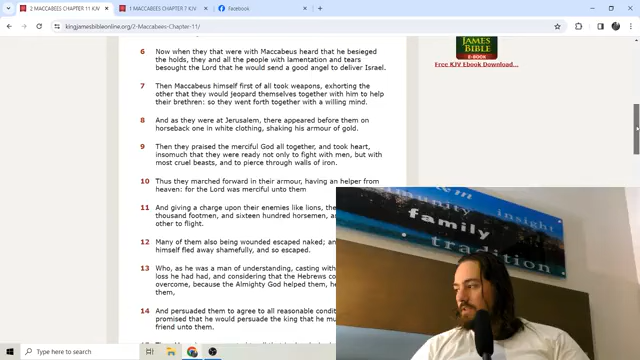 2 MACCABEES CHAPTER 11 KJV
1 MACCABEES CHAPTER 7 KJV
Facebook
kingjamesbibleonline.org/2-Maccabees-Chapter-11/
6 Now when they that were with Maccabeus heard that he besieged
the holds, they and all the people with lamentation and tears
besought the Lord that he would send a good angel to deliver Israel.
7 Then Maccabeus himself first of all took weapons, exhorting the
other that they would jeopard themselves together with him to help
their brethren: so they went forth together with a willing mind.
8 And as they were at Jerusalem, there appeared before them on
horseback one in white clothing, shaking his armour of gold.
9 Then they praised the merciful God all together, and took heart,
insomuch that they were ready not only to fight with men, but with
most cruel beasts, and to pierce through walls of iron.
10 Thus they marched forward in their armour, having an helper from
heaven: for the Lord was merciful unto them
11 And giving a charge upon their enemies like lions, the
thousand footmen, and sixteen hundred horsemen,
other to flight.
12 Many of them also being wounded escaped naked;
himself fled away shamefully, and so escaped.
13 Who, as he was a man of understanding, casting with
loss he had had, and considering that the Hebrews
overcome, because the Almighty God helped them,
them,
14 And persuaded them to agree to all reasonable
promised that he would persuade the king that he
friend unto them.
JAMES
BIBLE
E-BOOK
Free KJV Ebook Download...
community
insight
family
tradition
Type here to search